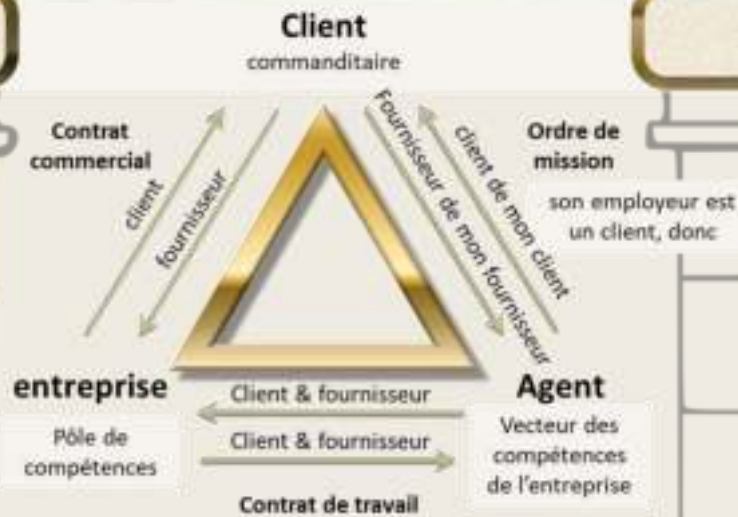 Client
commanditaire
Contrat
commercial
client
fournisseur
Fournisseur de mon fournisseur
client de mon client
Ordre de
mission
son employeur est
un client, donc
entreprise
Pôle de
compétences
Client & fournisseur
Client & fournisseur
Contrat de travail
Agent
Vecteur des
compétences
de l'entreprise